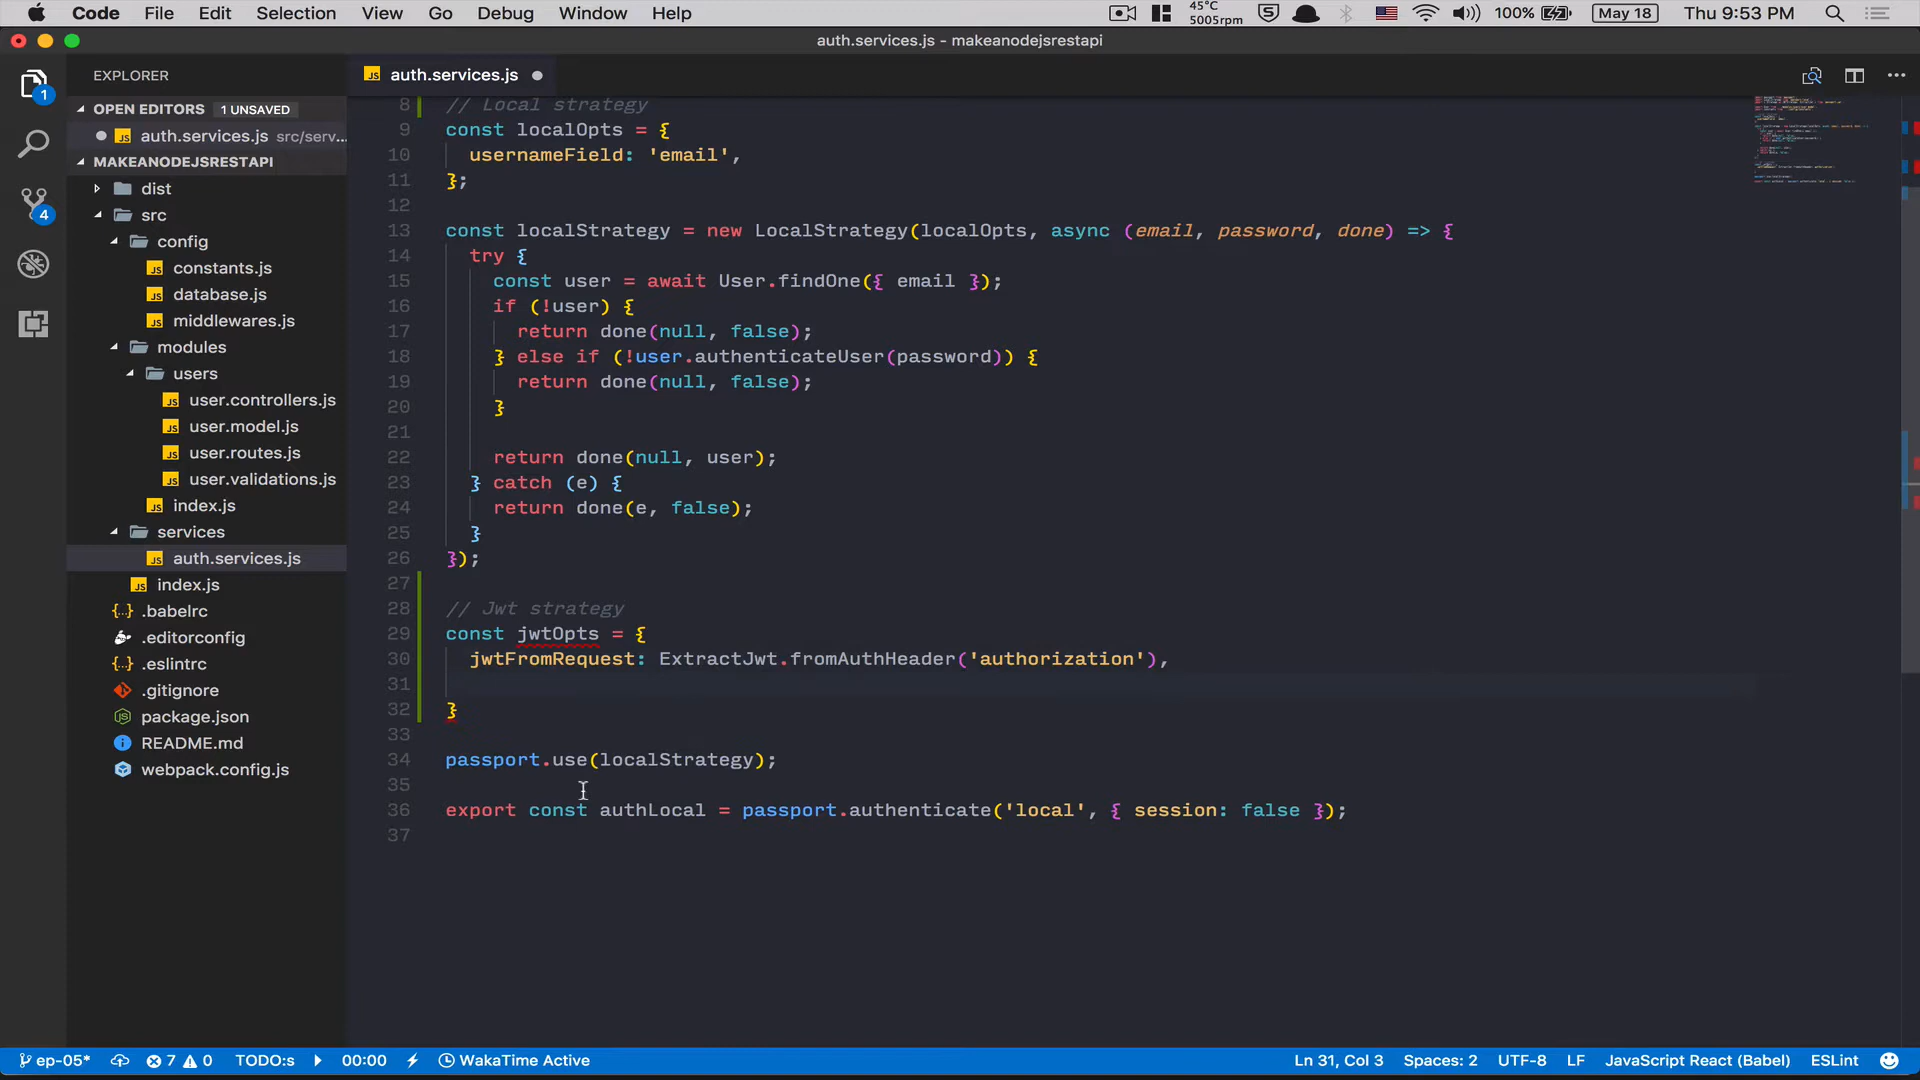 Code File Edit Selection View Go Debug Window Help
45°C
5005rpm
100%
May 18
Thu 9:53 PM
auth.services.js - makeanodejsrestapi
EXPLORER
OPEN EDITORS 1 UNSAVED
auth.services.js src/serv...
MAKEANODEJSRESTAPI
dist
src
config
constants.js
database.js
middlewares.js
modules
users
user.controllers.js
user.model.js
user.routes.js
user.validations.js
index.js
services
auth.services.js
index.js
.babelrc
.editorconfig
.eslintrc
.gitignore
package.json
README.md
webpack.config.js
1
4
auth.services.js
8 // Local strategy
9 const localOpts = {
10 usernameField: 'email',
11 };
12
13 const localStrategy = new LocalStrategy(localOpts, async (email, password, done) => {
14 try {
15 const user = await User.findOne({ email });
16 if (!user) {
17 return done(null, false);
18 } else if (!user.authenticateUser(password)) {
19 return done(null, false);
20 }
21
22 return done(null, user);
23 } catch (e) {
24 return done(e, false);
25 }
26 });
27
28 // Jwt strategy
29 const jwtOpts = {
30 jwtFromRequest: ExtractJwt.fromAuthHeader('authorization'),
31
32 }
33
34 passport.use(localStrategy);
35
36 export const authLocal = passport.authenticate('local', { session: false });
37
ep-05* 7 0 TODO:s 00:00 WakaTime Active
Ln 31, Col 3 Spaces: 2 UTF-8 LF JavaScript React (Babel) ESLint